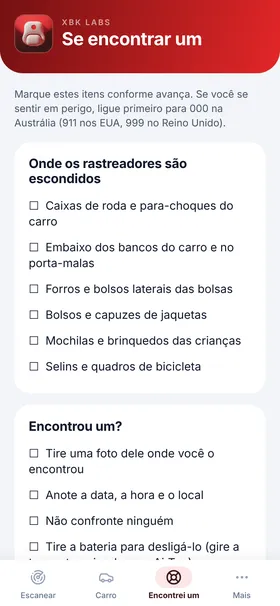 XBK LABS
Se encontrar um
Marque estes itens conforme avança. Se você se
sentir em perigo, ligue primeiro para 000 na
Austrália (911 nos EUA, 999 no Reino Unido).
Onde os rastreadores são
escondidos
☐ Caixas de roda e para-choques do
carro
☐ Embaixo dos bancos do carro e no
porta-malas
☐ Forros e bolsos laterais das bolsas
☐ Bolsos e capuzes de jaquetas
☐ Mochilas e brinquedos das crianças
☐ Selins e quadros de bicicleta
Encontrou um?
☐ Tire uma foto dele onde você o
encontrou
☐ Anote a data, a hora e o local
☐ Não confronte ninguém
☐ Tire a bateria para desligá-lo (gire a
Escanear
Carro
Encontrei um
Mais